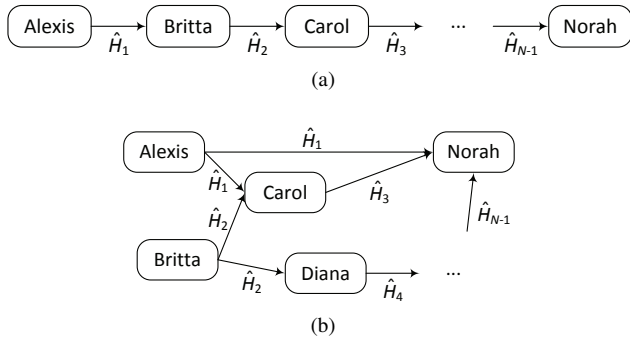 Alexis Britta Carol ... Norah
Ĥ1 Ĥ2 Ĥ3 ĤN-1
(a)
Ĥ1
Alexis Norah
Ĥ1 Carol Ĥ3
Ĥ2 ĤN-1
Britta
Ĥ2 Diana Ĥ4 ...
(b)